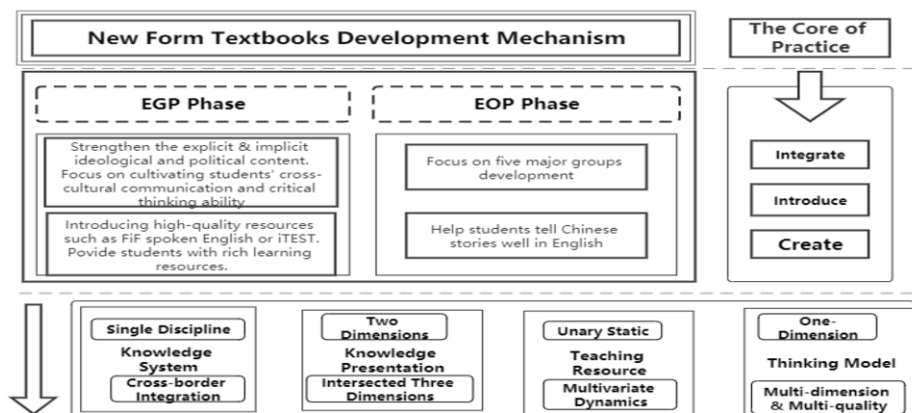 New Form Textbooks Development Mechanism
The Core of
Practice
EGP Phase
EOP Phase
Strengthen the explicit & implicit
ideological and political content.
Focus on cultivating students' cross-
cultural communication and critical
thinking ability
Introducing high-quality resources
such as FiF spoken English or iTEST.
Povide students with rich learning
resources.
Focus on five major groups
development
Help students tell Chinese
stories well in English
Integrate
Introduce
Create
Single Discipline
Knowledge
System
Cross-border
Integration
Two
Dimensions
Knowledge
Presentation
Intersected Three
Dimensions
Unary Static
Teaching
Resource
Multivariate
Dynamics
One-
Dimension
Thinking Model
Multi-dimension
& Multi-quality